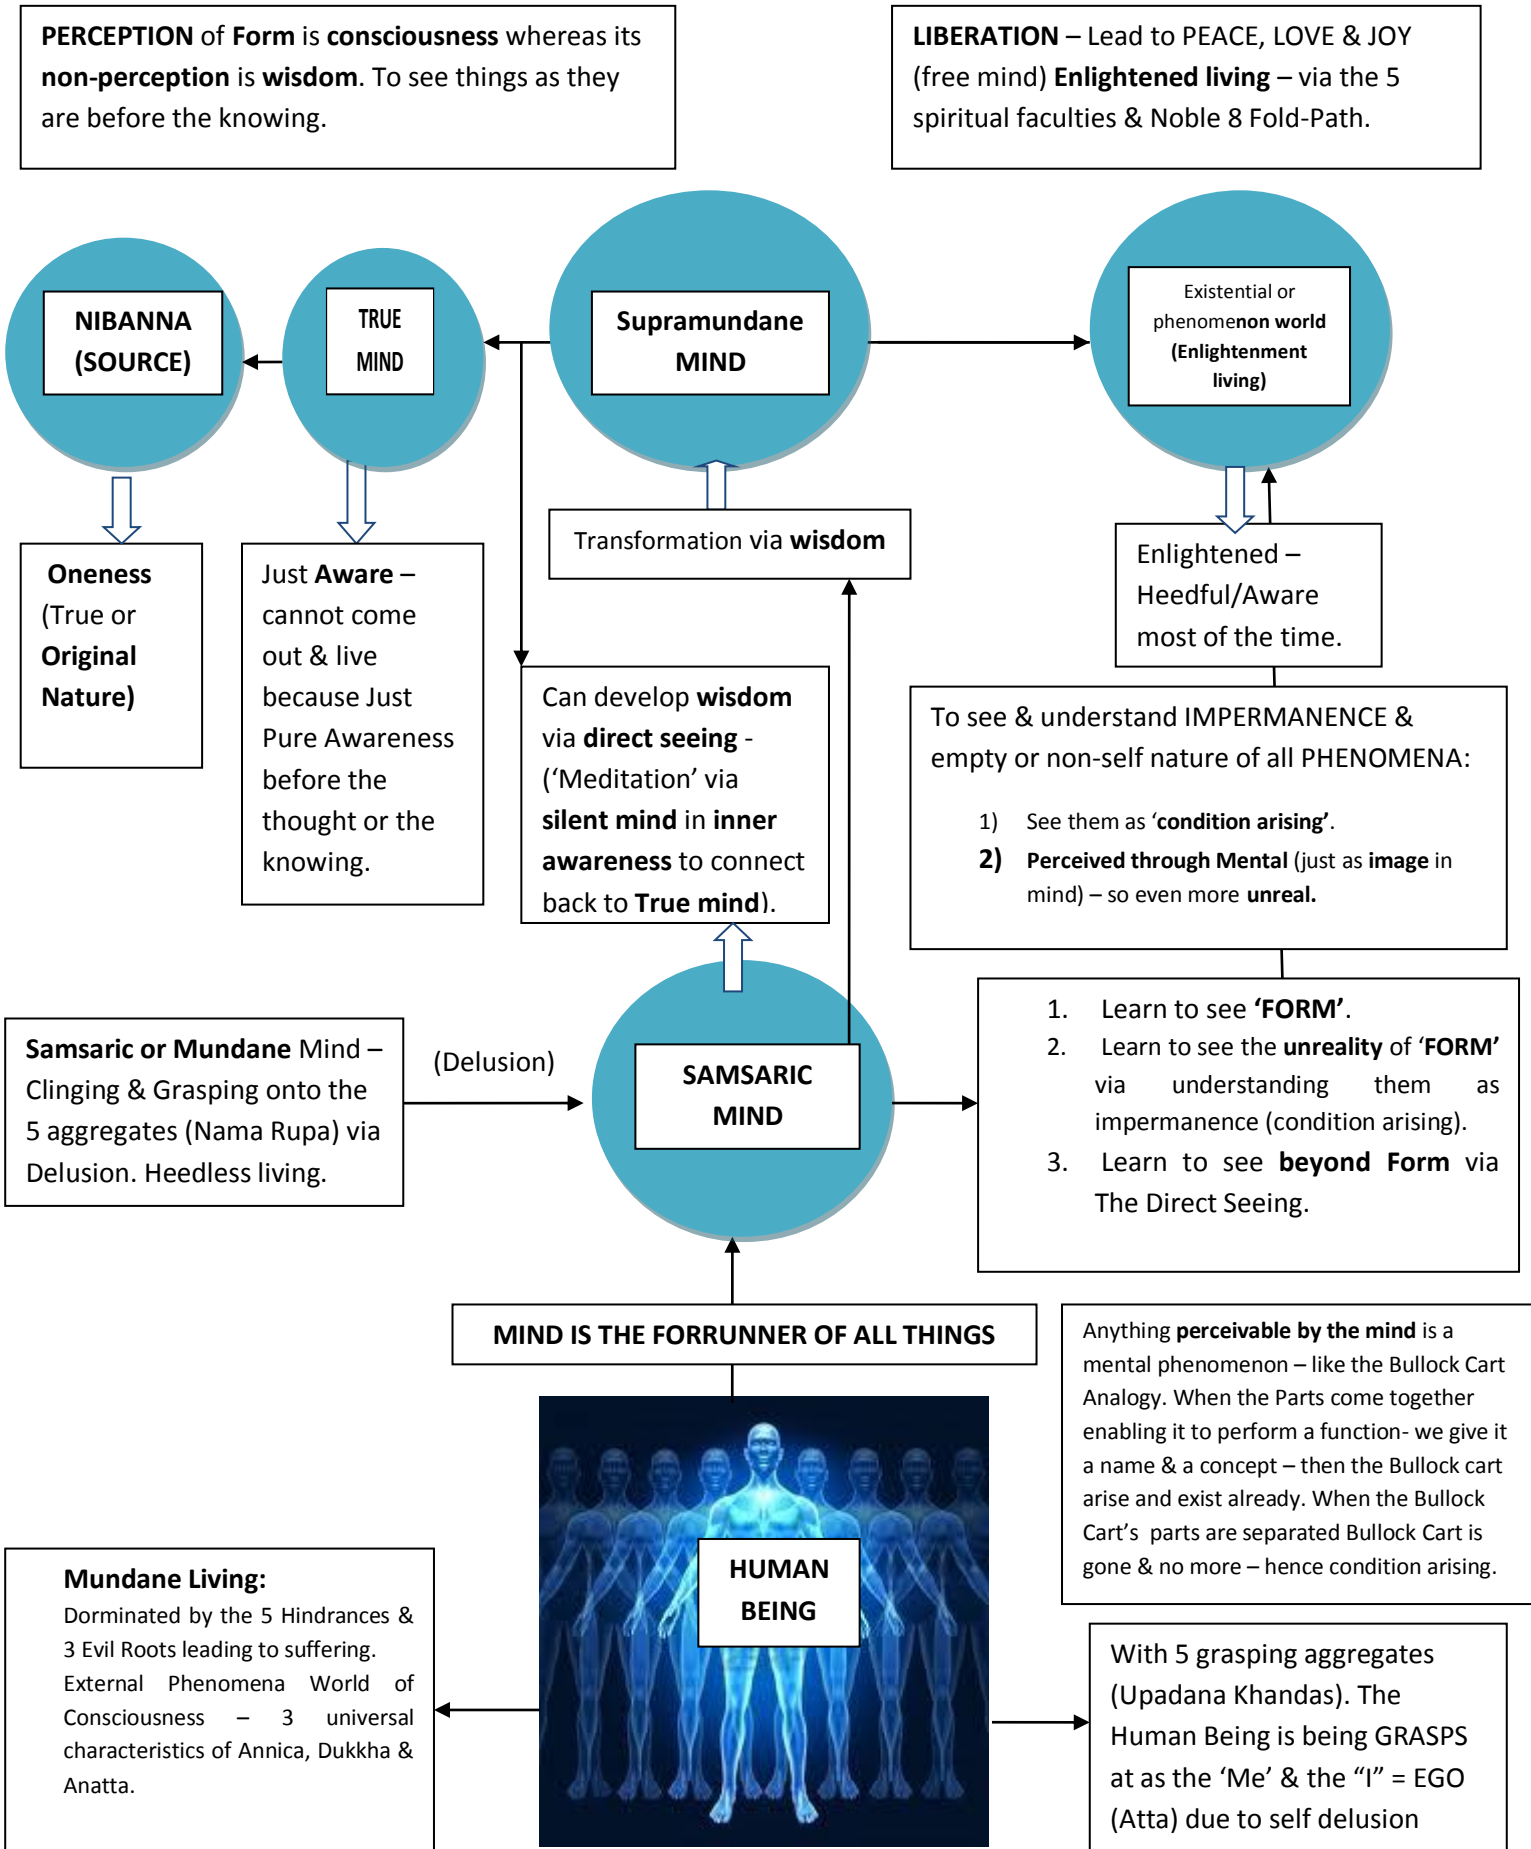 PERCEPTION of Form is consciousness whereas its
non-perception is wisdom. To see things as they
are before the knowing.
LIBERATION – Lead to PEACE, LOVE & JOY
(free mind) Enlightened living – via the 5
spiritual faculties & Noble 8 Fold-Path.
NIBANNA
(SOURCE)
TRUE
MIND
Supramundane
MIND
Existential or
phenomenon world
(Enlightenment
living)
Oneness
(True or
Original
Nature)
Just Aware –
cannot come
out & live
because Just
Pure Awareness
before the
thought or the
knowing.
Transformation via wisdom
Can develop wisdom
via direct seeing -
(‘Meditation’ via
silent mind in inner
awareness to connect
back to True mind).
Enlightened –
Heedful/Aware
most of the time.
To see & understand IMPERMANENCE &
empty or non-self nature of all PHENOMENA:
1) See them as ‘condition arising’.
2) Perceived through Mental (just as image in
mind) – so even more unreal.
Samsaric or Mundane Mind –
Clinging & Grasping onto the
5 aggregates (Nama Rupa) via
Delusion. Heedless living.
(Delusion)
SAMSARIC
MIND
1. Learn to see ‘FORM’.
2. Learn to see the unreality of ‘FORM’
via understanding them as
impermanence (condition arising).
3. Learn to see beyond Form via
The Direct Seeing.
MIND IS THE FORRUNNER OF ALL THINGS
Anything perceivable by the mind is a
mental phenomenon – like the Bullock Cart
Analogy. When the Parts come together
enabling it to perform a function- we give it
a name & a concept – then the Bullock cart
arise and exist already. When the Bullock
Cart’s parts are separated Bullock Cart is
gone & no more – hence condition arising.
Mundane Living:
Dorminated by the 5 Hindrances &
3 Evil Roots leading to suffering.
External Phenomena World of
Consciousness – 3 universal
characteristics of Annica, Dukkha &
Anatta.
HUMAN
BEING
With 5 grasping aggregates
(Upadana Khandas). The
Human Being is being GRASPS
at as the ‘Me’ & the “I” = EGO
(Atta) due to self delusion